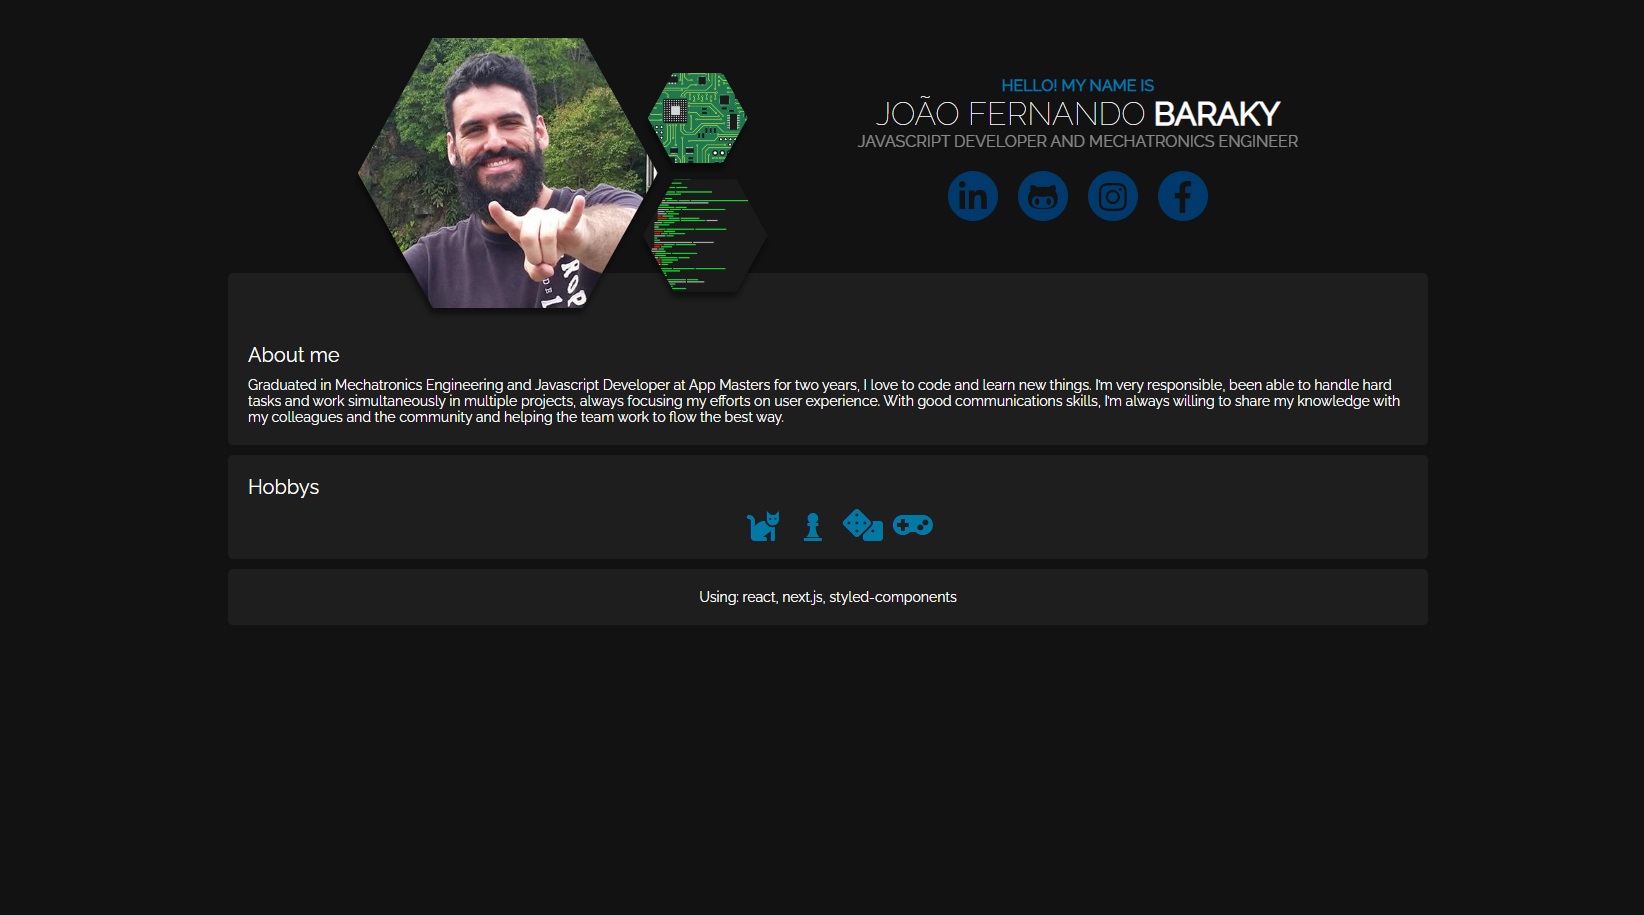 HELLO! MY NAME IS
JOÃO FERNANDO BARAKY
JAVASCRIPT DEVELOPER AND MECHATRONICS ENGINEER
in
f
ROP
DE
1
About me
Graduated in Mechatronics Engineering and Javascript Developer at App Masters for two years, I love to code and learn new things. I'm very responsible, been able to handle hard
tasks and work simultaneously in multiple projects, always focusing my efforts on user experience. With good communications skills, I'm always willing to share my knowledge with
my colleagues and the community and helping the team work to flow the best way.
Hobbys
Using: react, next.js, styled-components